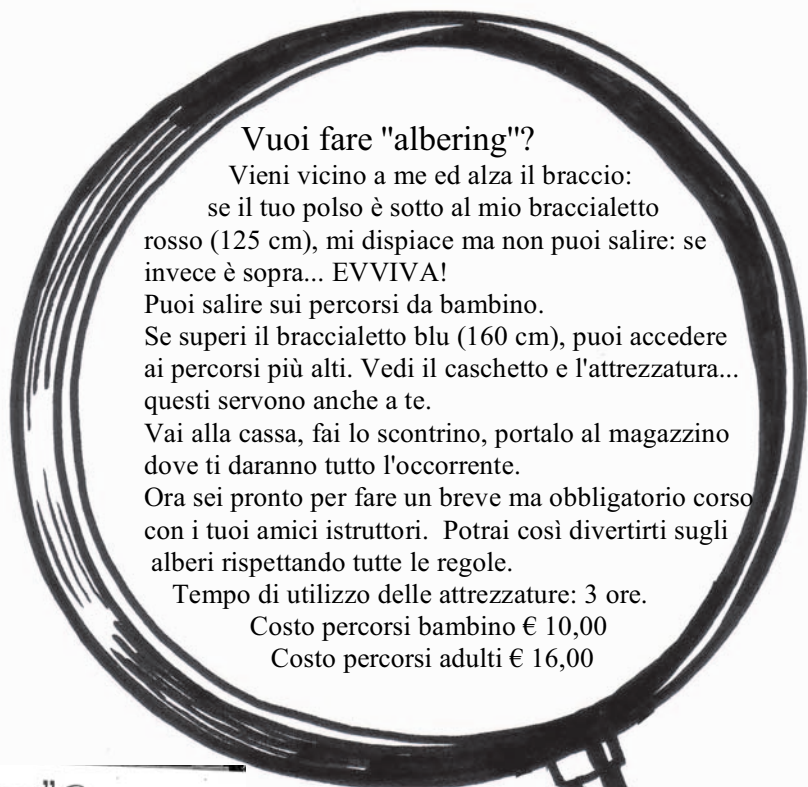 Vuoi fare "albering"?
Vieni vicino a me ed alza il braccio:
se il tuo polso è sotto al mio braccialetto
rosso (125 cm), mi dispiace ma non puoi salire: se
invece è sopra... EVVIVA!
Puoi salire sui percorsi da bambino.
Se superi il braccialetto blu (160 cm), puoi accedere
ai percorsi più alti. Vedi il caschetto e l'attrezzatura...
questi servono anche a te.
Vai alla cassa, fai lo scontrino, portalo al magazzino
dove ti daranno tutto l'occorrente.
Ora sei pronto per fare un breve ma obbligatorio corso
con i tuoi amici istruttori. Potrai così divertirti sugli
alberi rispettando tutte le regole.
Tempo di utilizzo delle attrezzature: 3 ore.
Costo percorsi bambino € 10,00
Costo percorsi adulti € 16,00